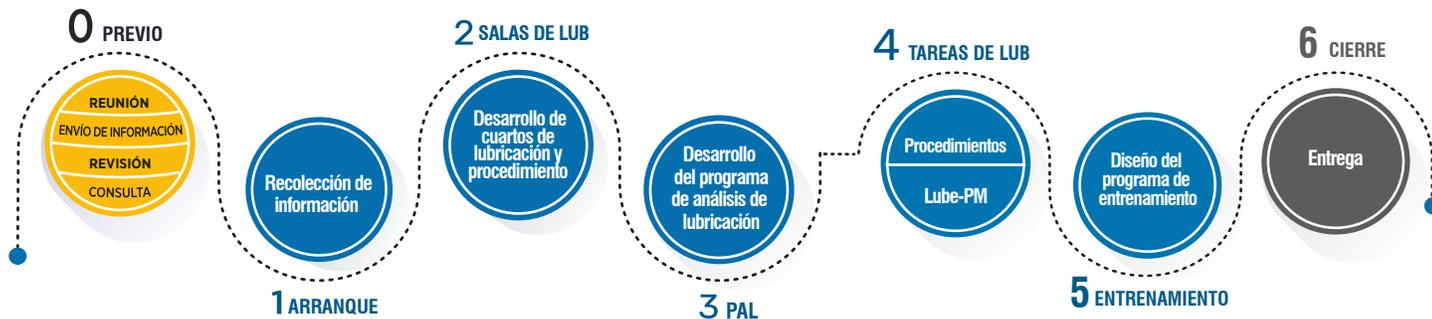 0 PREVIO
REUNIÓN
ENVÍO DE INFORMACIÓN
REVISIÓN
CONSULTA
Recolección de
información
1 ARRANQUE
2 SALAS DE LUB
Desarrollo de
cuartos de
lubricación y
procedimiento
Desarrollo
del programa
de análisis de
lubricación
3 PAL
4 TAREAS DE LUB
Procedimientos
Lube-PM
Diseño del
programa de
entrenamiento
5 ENTRENAMIENTO
6 CIERRE
Entrega